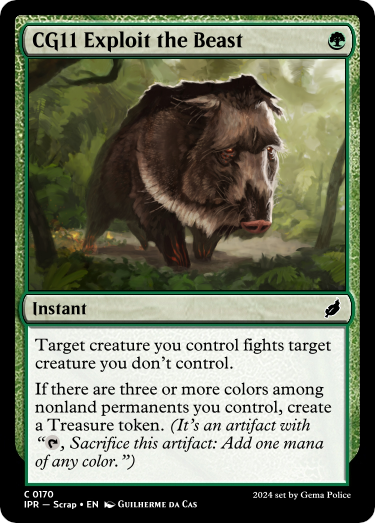 CG11 Exploit the Beast
Instant
Target creature you control fights target
creature you don't control.
If there are three or more colors among
nonland permanents you control, create
a Treasure token. (It's an artifact with
“, Sacrifice this artifact: Add one mana
of any color.”)
C 0170
IPR — Scrap • EN Guilherme da Cas
2024 set by Gema Police